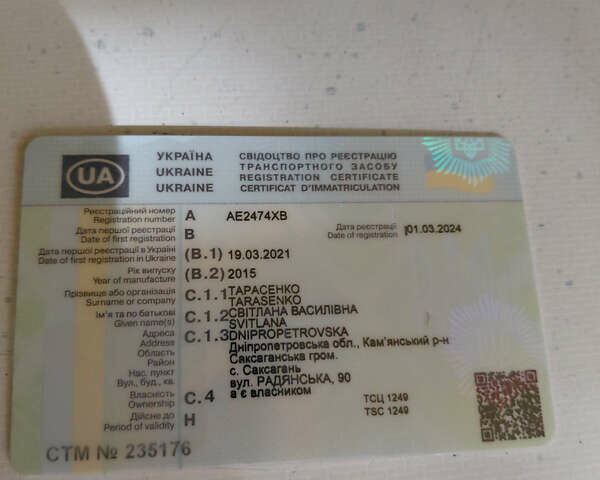 UA
УКРАЇНА
UKRAINE
UKRAINE
СВІДОЦТВО ПРО РЕЄСТРАЦІЮ
ТРАНСПОРТНОГО ЗАСОБУ
REGISTRATION CERTIFICATE
CERTIFICAT D'IMMATRICULATION
Реєстраційний номер
Registration number
A AE2474XB
Дата першої реєстрації
Date of first registration
B
Дата реєстрації
Date of registration
01.03.2024
Дата першої реєстрації в Україні
Date of first registration in Ukraine
(B.1) 19.03.2021
Рік випуску
Year of manufacture
(B.2) 2015
Прізвище або організація
Surname or company
C.1.1 ТАРАСЕНКО
TARASENKO
Ім'я та по батькові
Given name(s)
C.1.2 СВІТЛАНА ВАСИЛІВНА
SVITLANA
Адреса
Address
Область
Район
Нас. пункт
Вул., буд., кв.
C.1.3 DNIPROPETROVSKA
Дніпропетровська обл., Кам'янський р-н
Саксаганська гром.
с. Саксагань
вул. РАДЯНСЬКА, 90
Власність
Ownership
C.4 а є власником
ТСЦ 1249
TSC 1249
Дійсне до
Period of validity
H
СТМ № 235176